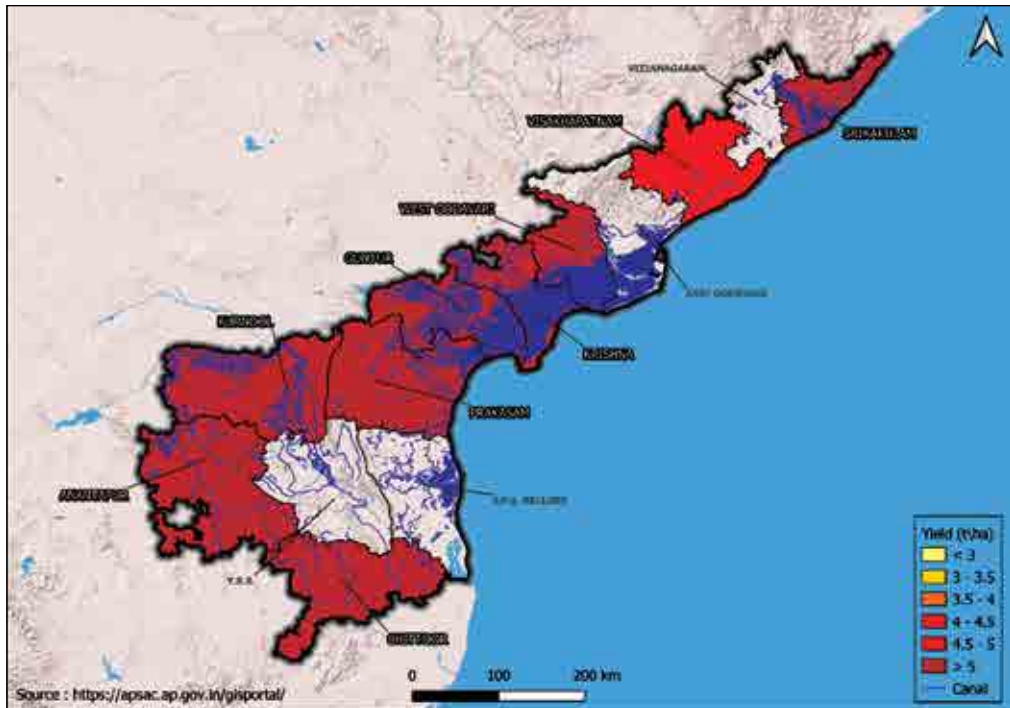 VIZIANAGARAM
VISAKHAPATNAM
SRIKAKULAM
WEST GODAVARI
GUNTUR
EAST GODAVARI
KURNOOL
KRISHNA
PRAKASAM
ANANTAPUR
S.P.S. NELLORE
Y.S.R.
CHITTOOR
Yield (t\ha)
< 3
3 - 3.5
3.5 - 4
4 - 4.5
4.5 - 5
> 5
Canal
0 100 200 km
Source : https://apsac.ap.gov.in/gisportal/